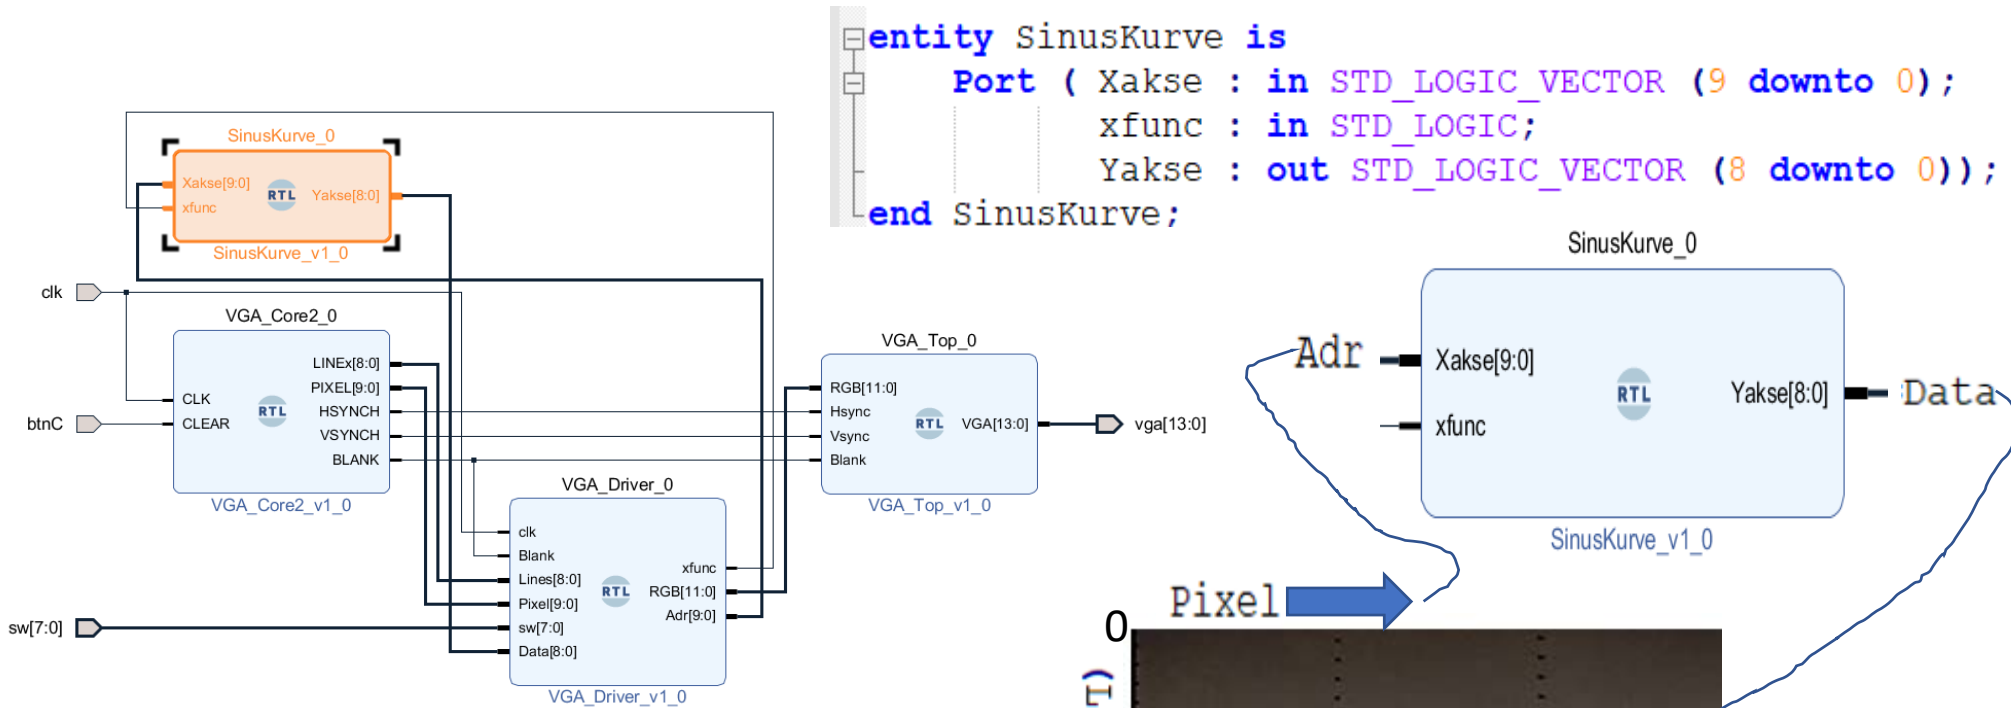 entity SinusKurve is
Port ( Xakse : in STD_LOGIC_VECTOR (9 downto 0);
xfunc : in STD_LOGIC;
Yakse : out STD_LOGIC_VECTOR (8 downto 0));
end SinusKurve;
SinusKurve_0
Xakse[9:0]
xfunc
RTL
Yakse[8:0]
SinusKurve_v1_0
clk
btnC
sw[7:0]
VGA_Core2_0
CLK
CLEAR
RTL
LINEx[8:0]
PIXEL[9:0]
HSYNCH
VSYNCH
BLANK
VGA_Core2_v1_0
VGA_Driver_0
clk
Blank
Lines[8:0]
Pixel[9:0]
sw[7:0]
Data[8:0]
RTL
xfunc
RGB[11:0]
Adr[9:0]
VGA_Driver_v1_0
VGA_Top_0
RGB[11:0]
Hsync
Vsync
Blank
RTL
VGA[13:0]
VGA_Top_v1_0
vga[13:0]
SinusKurve_0
Adr
Xakse[9:0]
xfunc
RTL
Yakse[8:0]
Data
SinusKurve_v1_0
Pixel
0